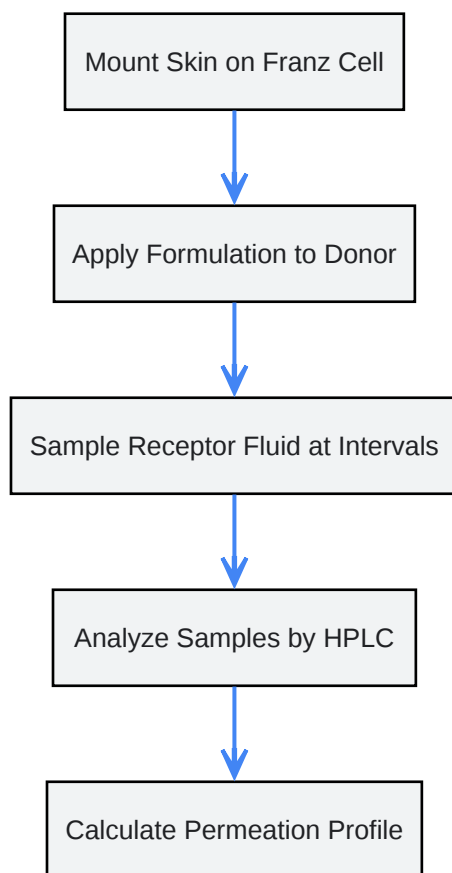 Mount Skin on Franz Cell
Apply Formulation to Donor
Sample Receptor Fluid at Intervals
Analyze Samples by HPLC
Calculate Permeation Profile